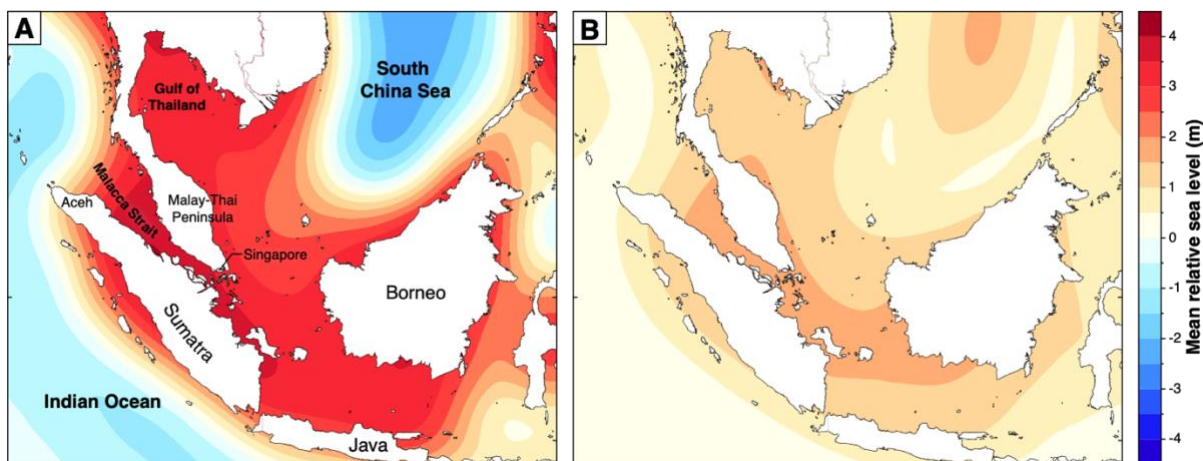 A
South
China Sea
Gulf of
Thailand
Malacca Strait
Aceh
Malay-Thai
Peninsula
Singapore
Borneo
Sumatra
Indian Ocean
Java
B
4
3
2
1
0
-1
-2
-3
-4
Mean relative sea level (m)